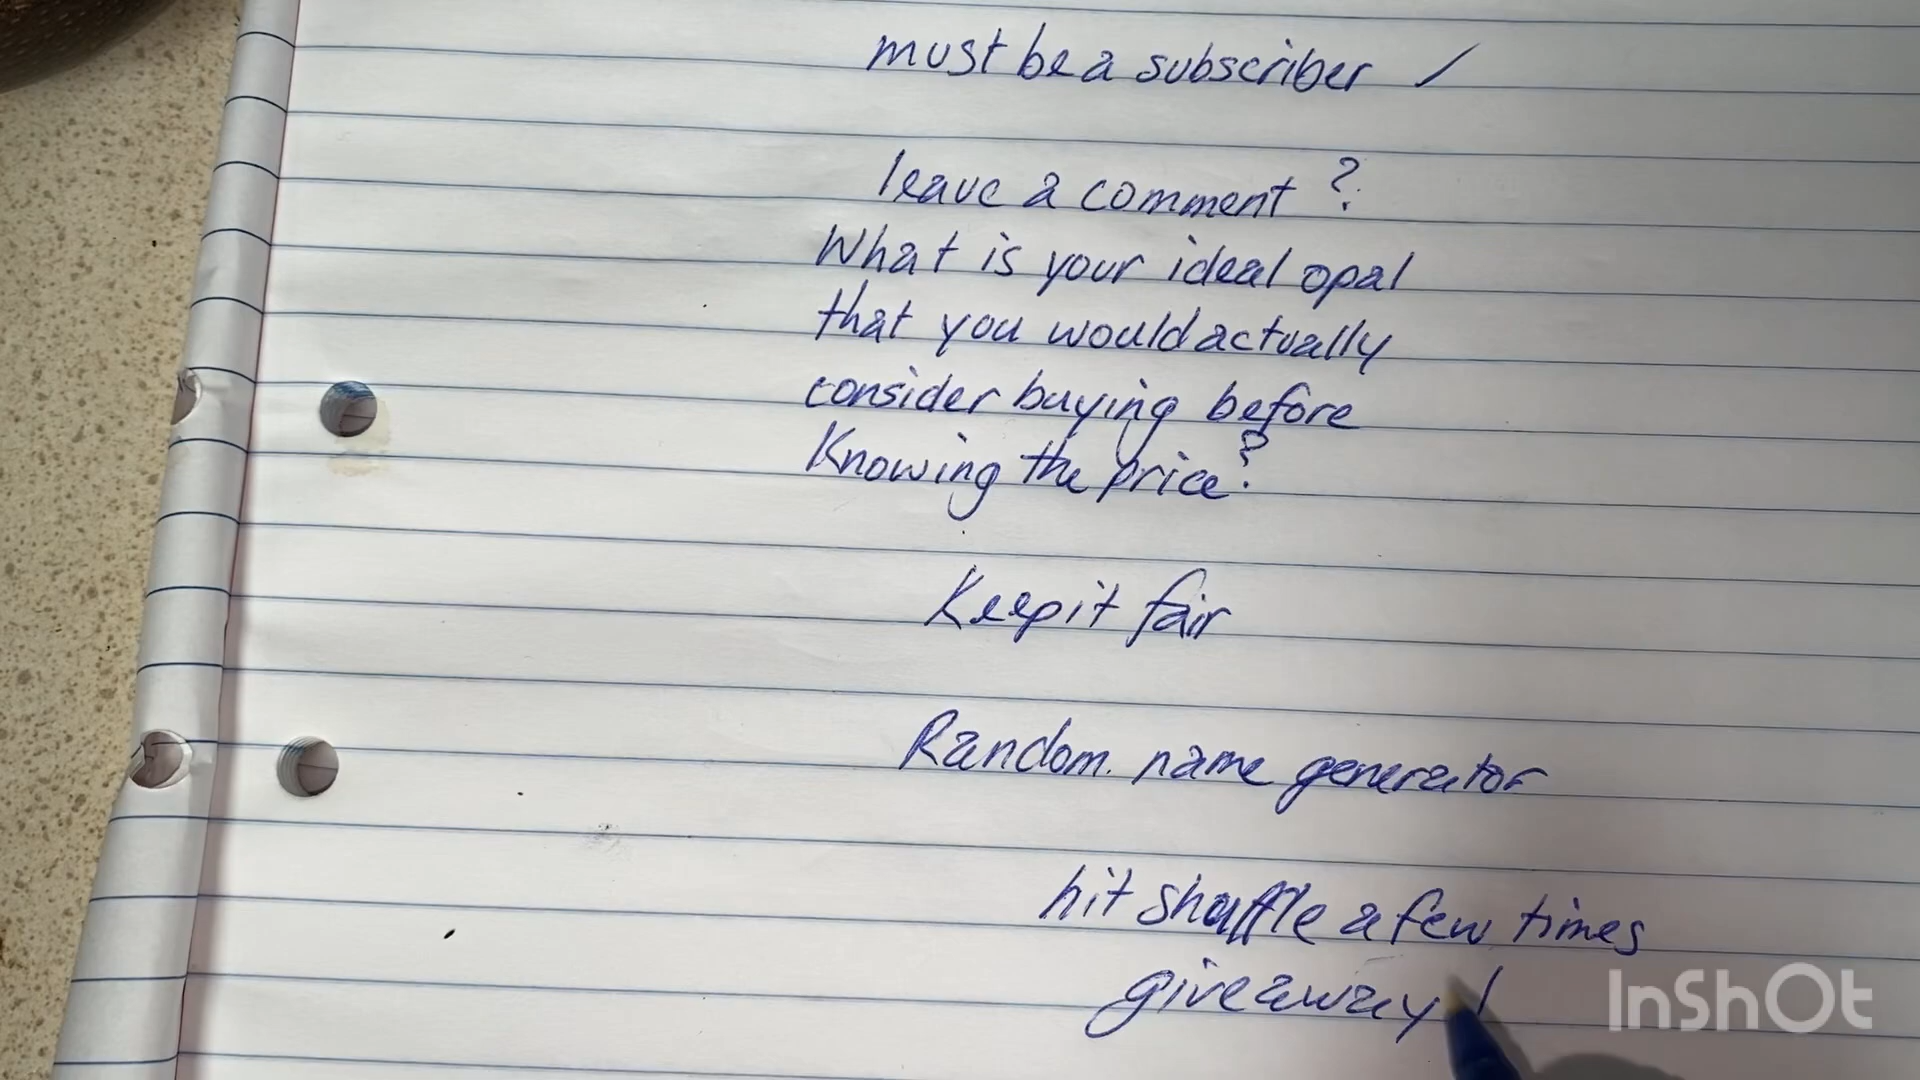 must be a subscriber /
leave a comment ?
What is your ideal opal
that you would actually
consider buying before
Knowing the price?
Keep it fair
Random. name generator
hit shuffle a few times
giveaway !
InShOt